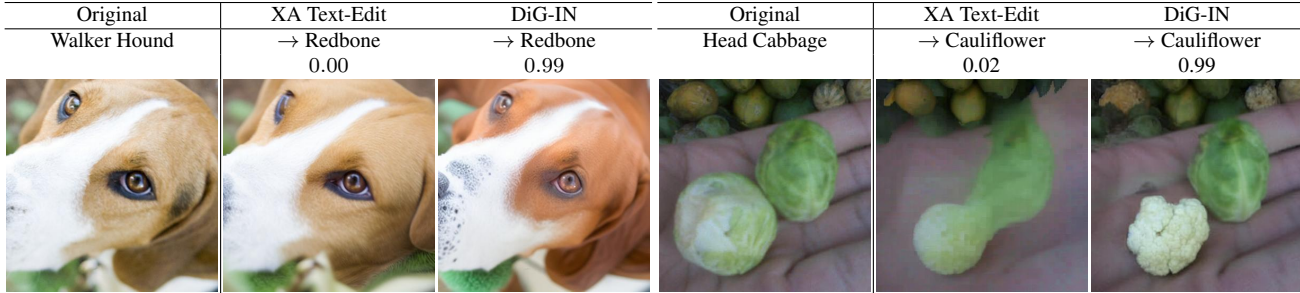 Original XA Text-Edit DiG-IN Original XA Text-Edit DiG-IN
Walker Hound → Redbone → Redbone Head Cabbage → Cauliflower → Cauliflower
0.00 0.99 0.02 0.99